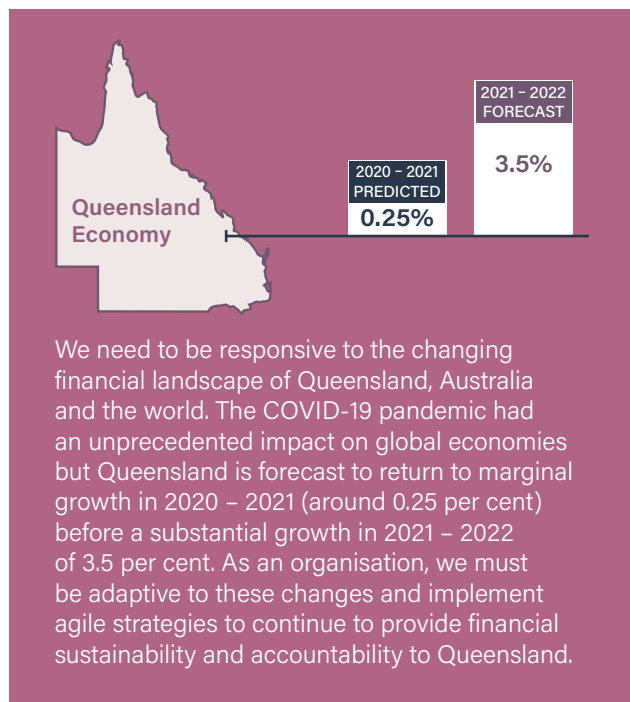 2021 – 2022
FORECAST
3.5%
2020 – 2021
PREDICTED
0.25%
Queensland
Economy
We need to be responsive to the changing
financial landscape of Queensland, Australia
and the world. The COVID-19 pandemic had
an unprecedented impact on global economies
but Queensland is forecast to return to marginal
growth in 2020 – 2021 (around 0.25 per cent)
before a substantial growth in 2021 – 2022
of 3.5 per cent. As an organisation, we must
be adaptive to these changes and implement
agile strategies to continue to provide financial
sustainability and accountability to Queensland.